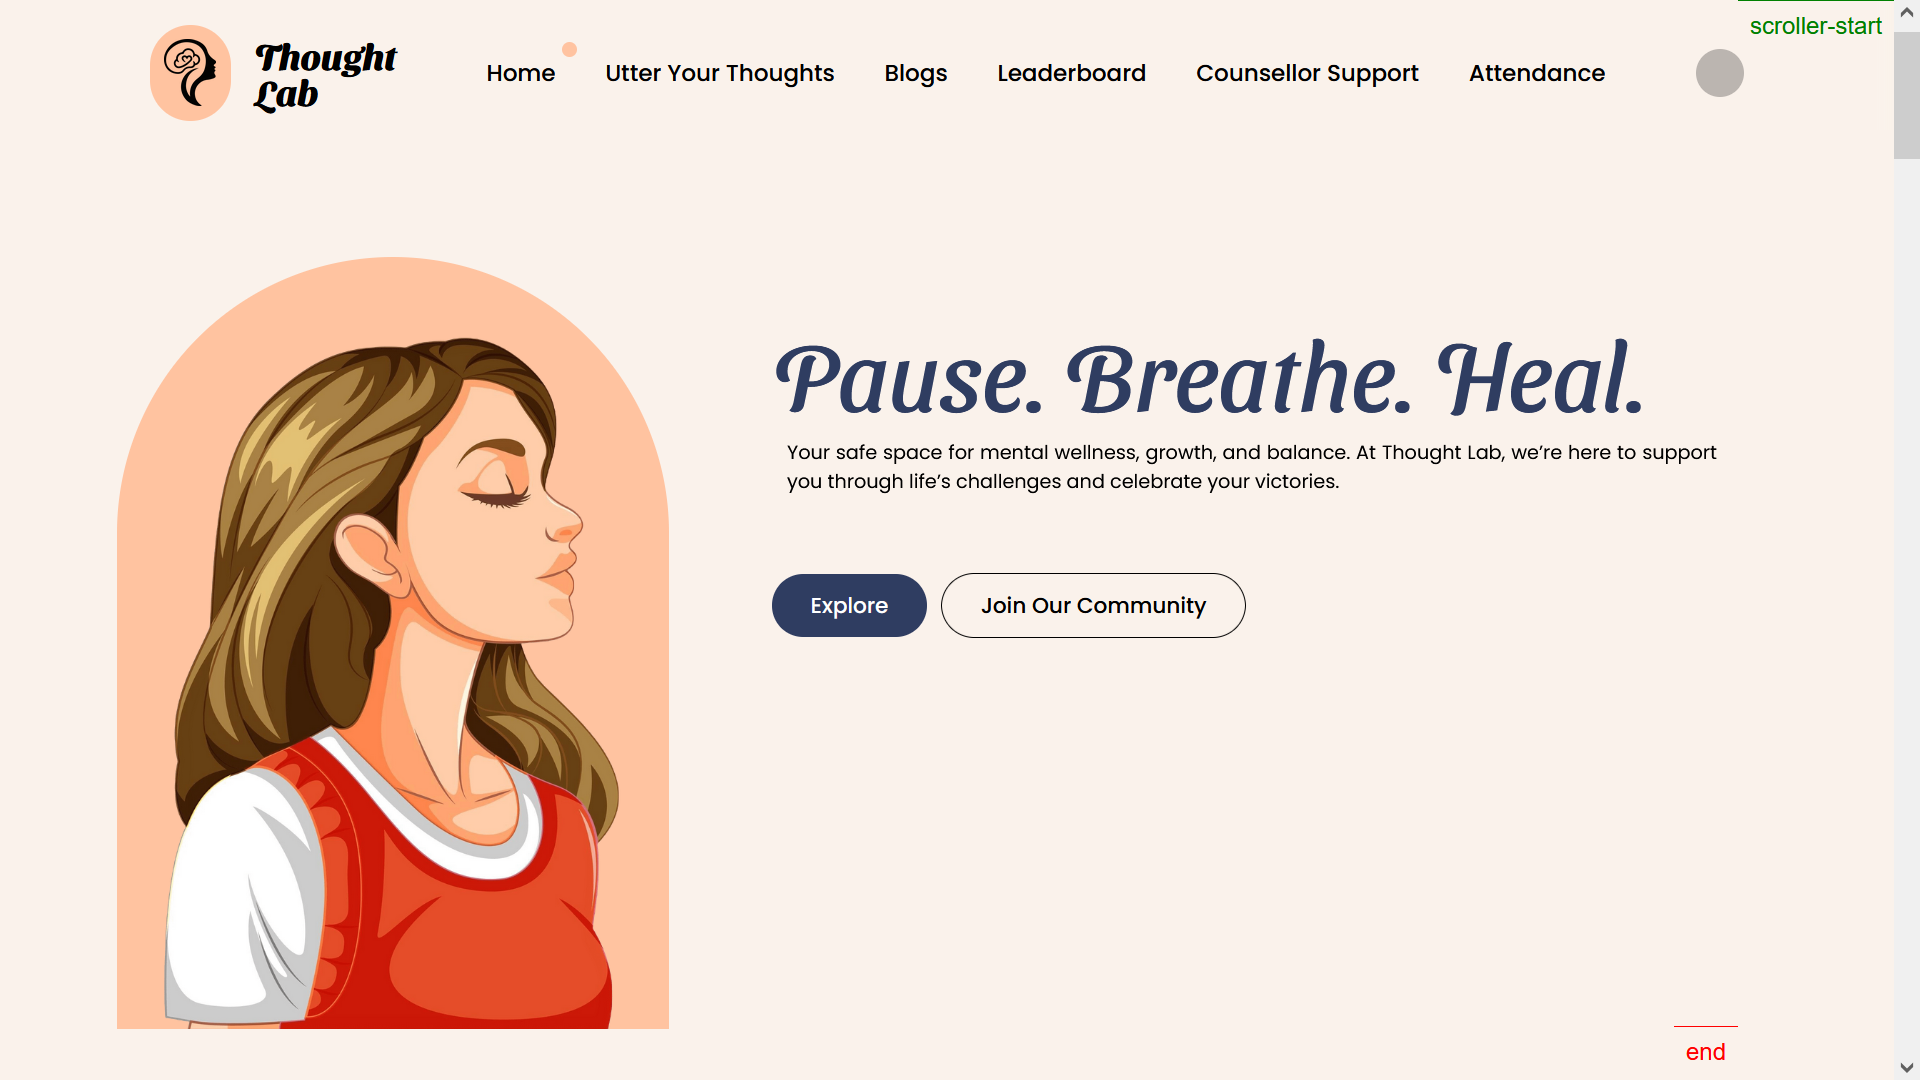 scroller-start
Thought
Lab
Home
Utter Your Thoughts
Blogs
Leaderboard
Counsellor Support
Attendance
Pause. Breathe. Heal.
Your safe space for mental wellness, growth, and balance. At Thought Lab, we’re here to support
you through life’s challenges and celebrate your victories.
Explore
Join Our Community
end